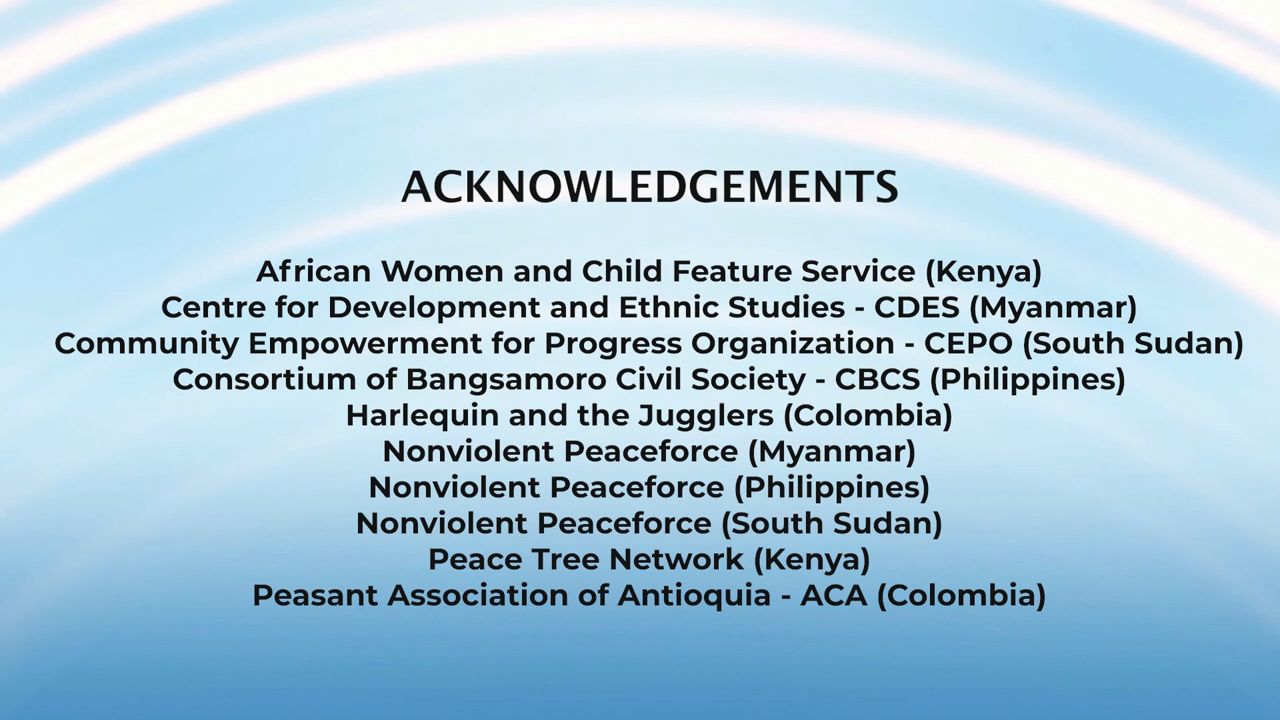 ACKNOWLEDGEMENTS
African Women and Child Feature Service (Kenya)
Centre for Development and Ethnic Studies - CDES (Myanmar)
Community Empowerment for Progress Organization - CEPO (South Sudan)
Consortium of Bangsamoro Civil Society - CBCS (Philippines)
Harlequin and the Jugglers (Colombia)
Nonviolent Peaceforce (Myanmar)
Nonviolent Peaceforce (Philippines)
Nonviolent Peaceforce (South Sudan)
Peace Tree Network (Kenya)
Peasant Association of Antioquia - ACA (Colombia)